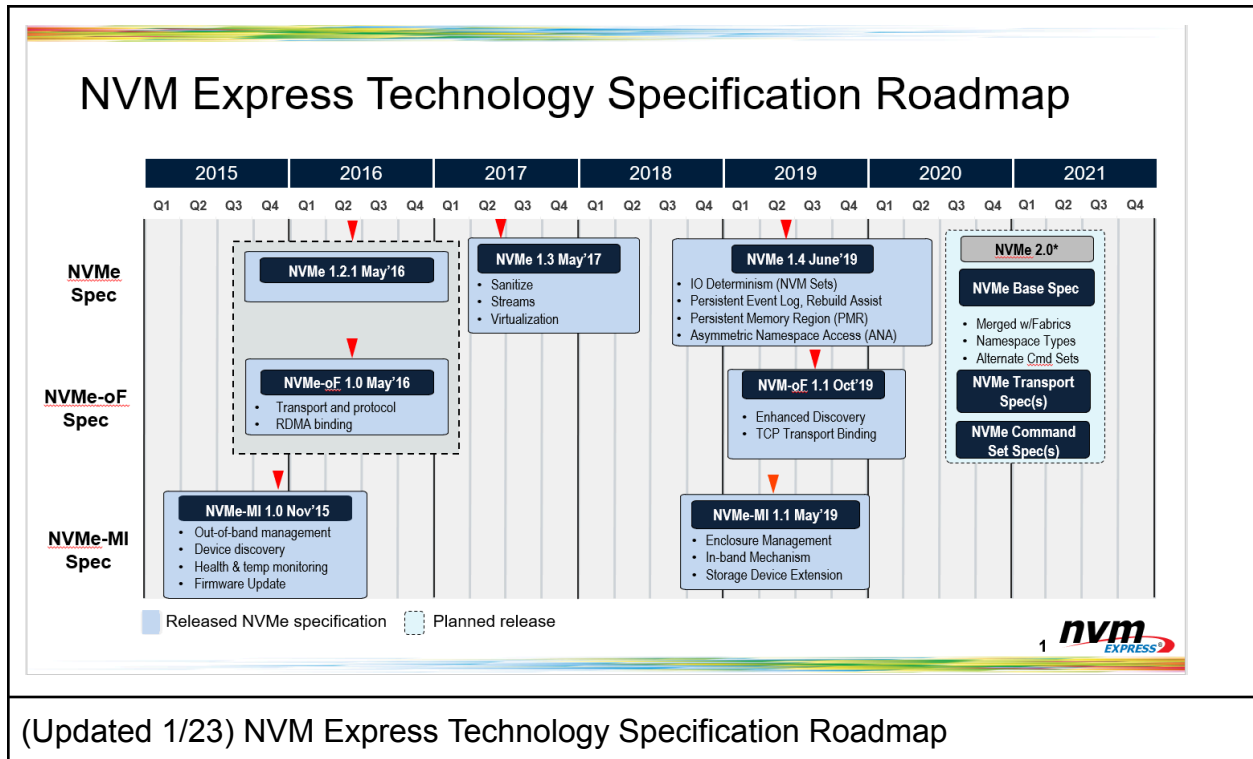 NVM Express Technology Specification Roadmap
2015 2016 2017 2018 2019 2020 2021
Q1 Q2 Q3 Q4 Q1 Q2 Q3 Q4 Q1 Q2 Q3 Q4 Q1 Q2 Q3 Q4 Q1 Q2 Q3 Q4 Q1 Q2 Q3 Q4 Q1 Q2 Q3 Q4
NVMe
Spec
NVMe 1.2.1 May'16
NVMe 1.3 May'17
• Sanitize
• Streams
• Virtualization
NVMe 1.4 June'19
• IO Determinism (NVM Sets)
• Persistent Event Log, Rebuild Assist
• Persistent Memory Region (PMR)
• Asymmetric Namespace Access (ANA)
NVMe 2.0*
NVMe Base Spec
• Merged w/Fabrics
• Namespace Types
• Alternate Cmd Sets
NVMe Transport
Spec(s)
NVMe Command
Set Spec(s)
NVMe-oF
Spec
NVMe-oF 1.0 May'16
• Transport and protocol
• RDMA binding
NVM-oF 1.1 Oct'19
• Enhanced Discovery
• TCP Transport Binding
NVMe-MI
Spec
NVMe-MI 1.0 Nov'15
• Out-of-band management
• Device discovery
• Health & temp monitoring
• Firmware Update
NVMe-MI 1.1 May'19
• Enclosure Management
• In-band Mechanism
• Storage Device Extension
Released NVMe specification
Planned release
1
nvm
EXPRESS®
(Updated 1/23) NVM Express Technology Specification Roadmap